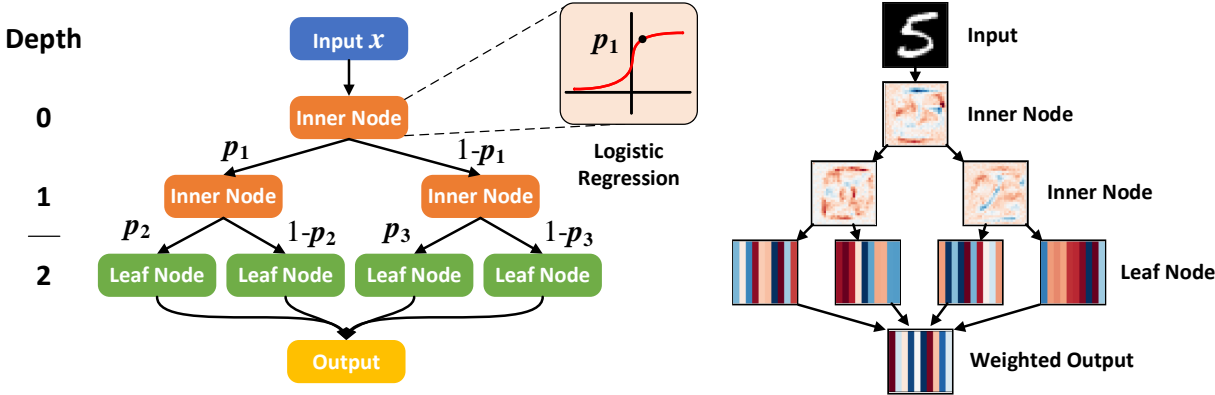 Depth
Input x
p1
Input
0
Inner Node
Inner Node
Logistic
Regression
p1
1-p1
1
Inner Node
Inner Node
Inner Node
p2
1-p2
p3
1-p3
2
Leaf Node
Leaf Node
Leaf Node
Leaf Node
Leaf Node
Output
Weighted Output
5